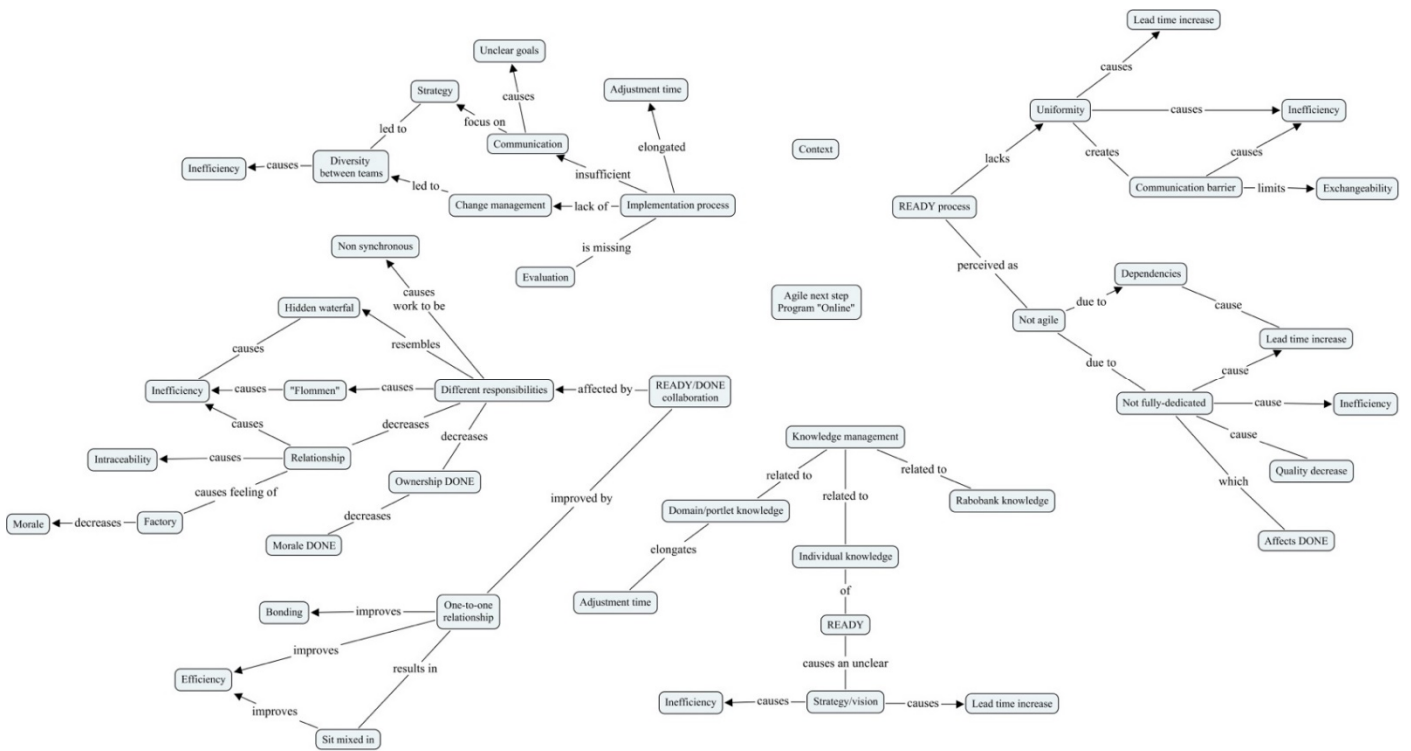 Lead time increase
Unclear goals
causes
Strategy
causes
Adjustment time
Uniformity
causes
Inefficiency
led to
focus on
Communication
elongated
Context
lacks
creates
causes
Inefficiency
causes
Diversity
between teams
insufficient
led to
Change management
lack of
Implementation process
READY process
Communication barrier
limits
Exchangeability
Non synchronous
is missing
Evaluation
perceived as
Dependencies
causes
work to be
Hidden waterfal
Agile next step
Program "Online"
Not agile
due to
cause
Lead time increase
causes
resembles
due to
cause
Inefficiency
causes
"Flommen"
causes
Different responsibilities
affected by
READY/DONE
collaboration
Not fully-dedicated
cause
Inefficiency
causes
decreases
decreases
Knowledge management
cause
Intraceability
causes
Relationship
related to
related to
related to
Quality decrease
causes feeling of
Ownership DONE
improved by
Domain/portlet knowledge
Rabobank knowledge
which
Morale
decreases
Factory
decreases
Morale DONE
elongates
Individual knowledge
Affects DONE
Adjustment time
of
Bonding
improves
One-to-one
relationship
READY
improves
results in
causes an unclear
Efficiency
improves
Sit mixed in
Inefficiency
causes
Strategy/vision
causes
Lead time increase